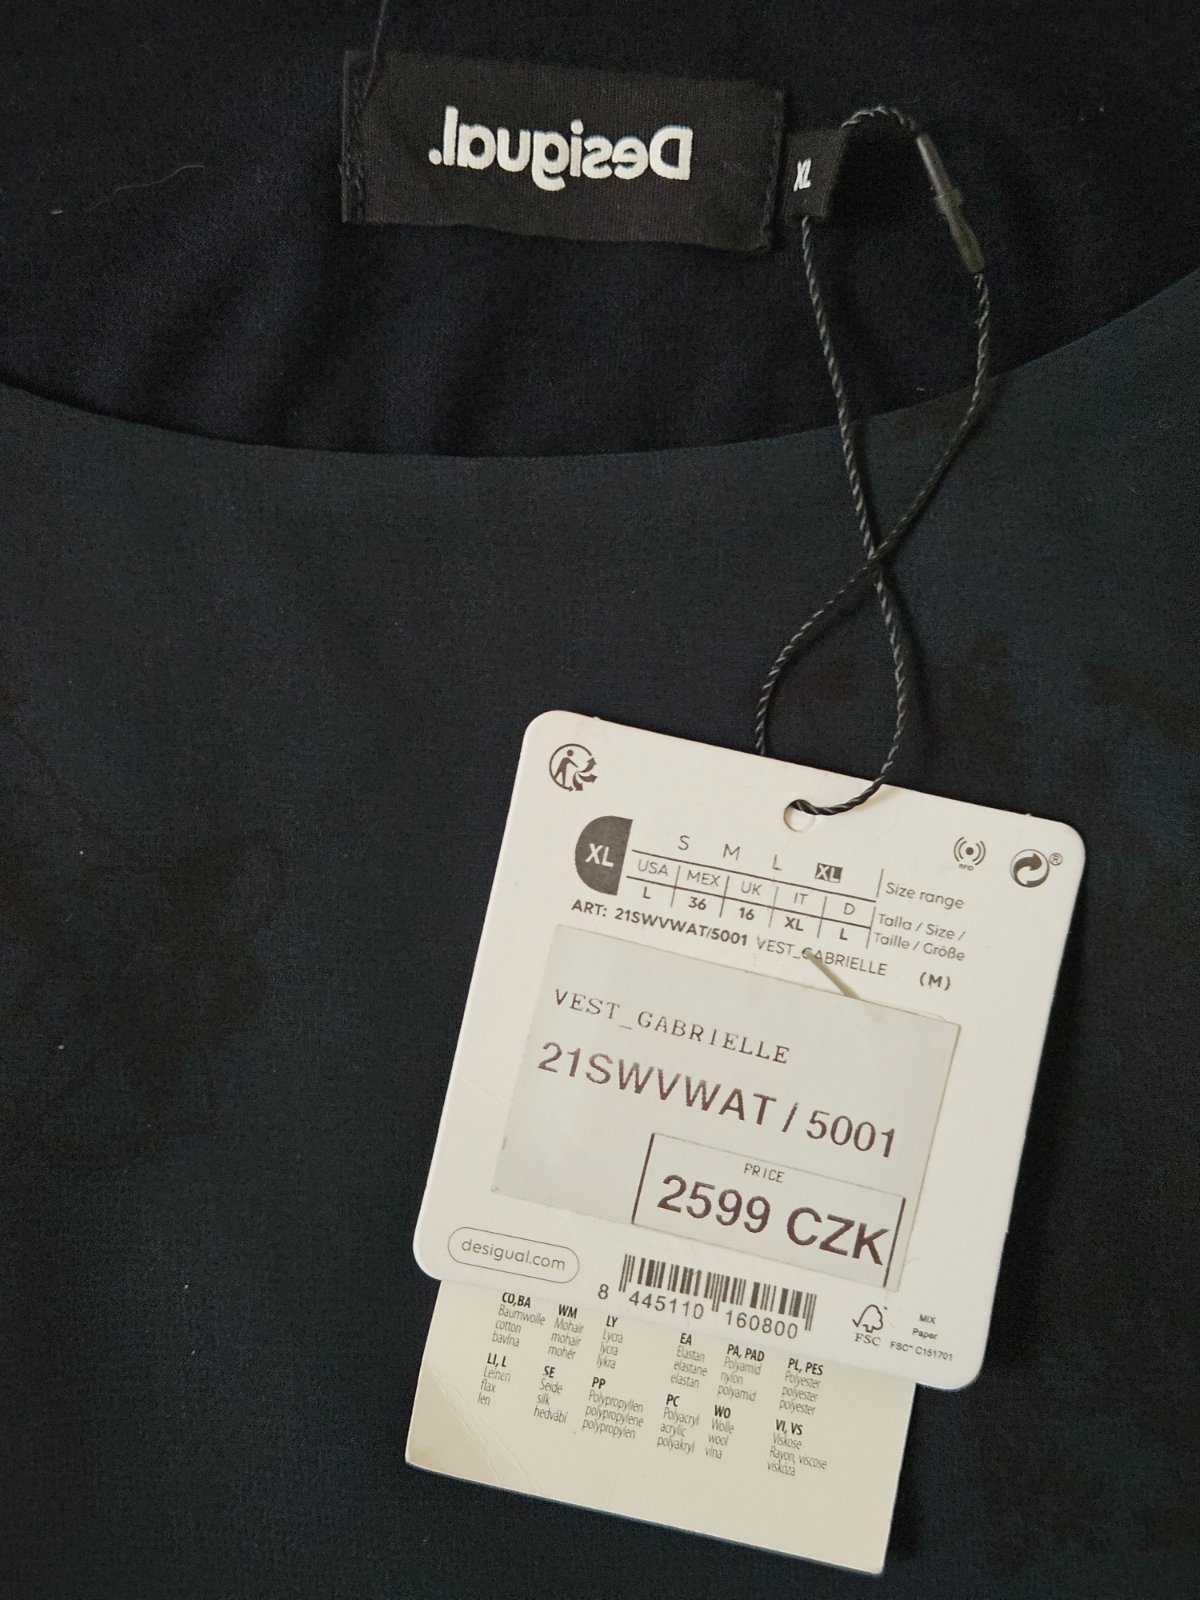 Desigual.
XL
RFID
®
XL
S M L XL
Size range
USA MEX UK IT D
L 36 16 XL L
Talla / Size /
Taille / Größe
ART: 21SWVWAT/5001 VEST_GABRIELLE (M)
VEST_GABRIELLE
21SWVWAT / 5001
PRICE
2599 CZK
desigual.com
8 445110 160800
FSC
MIX
Paper
FSC™ C151701
CO,BA
Baumwolle
cotton
bavlna
WM
Mohair
mohair
mohér
LY
Lycra
lycra
lykra
EA
Elastan
elastane
elastan
PA, PAD
Polyamid
nylon
polyamid
PL, PES
Polyester
polyester
polyester
LI, L
Leinen
flax
len
SE
Seide
silk
hedvábí
PP
Polypropyllen
polypropylene
polypropylen
PC
Polyacryl
acrylic
polyakryl
WO
Wolle
wool
vlna
VI, VS
Viskose
Rayon, viscose
viskóza